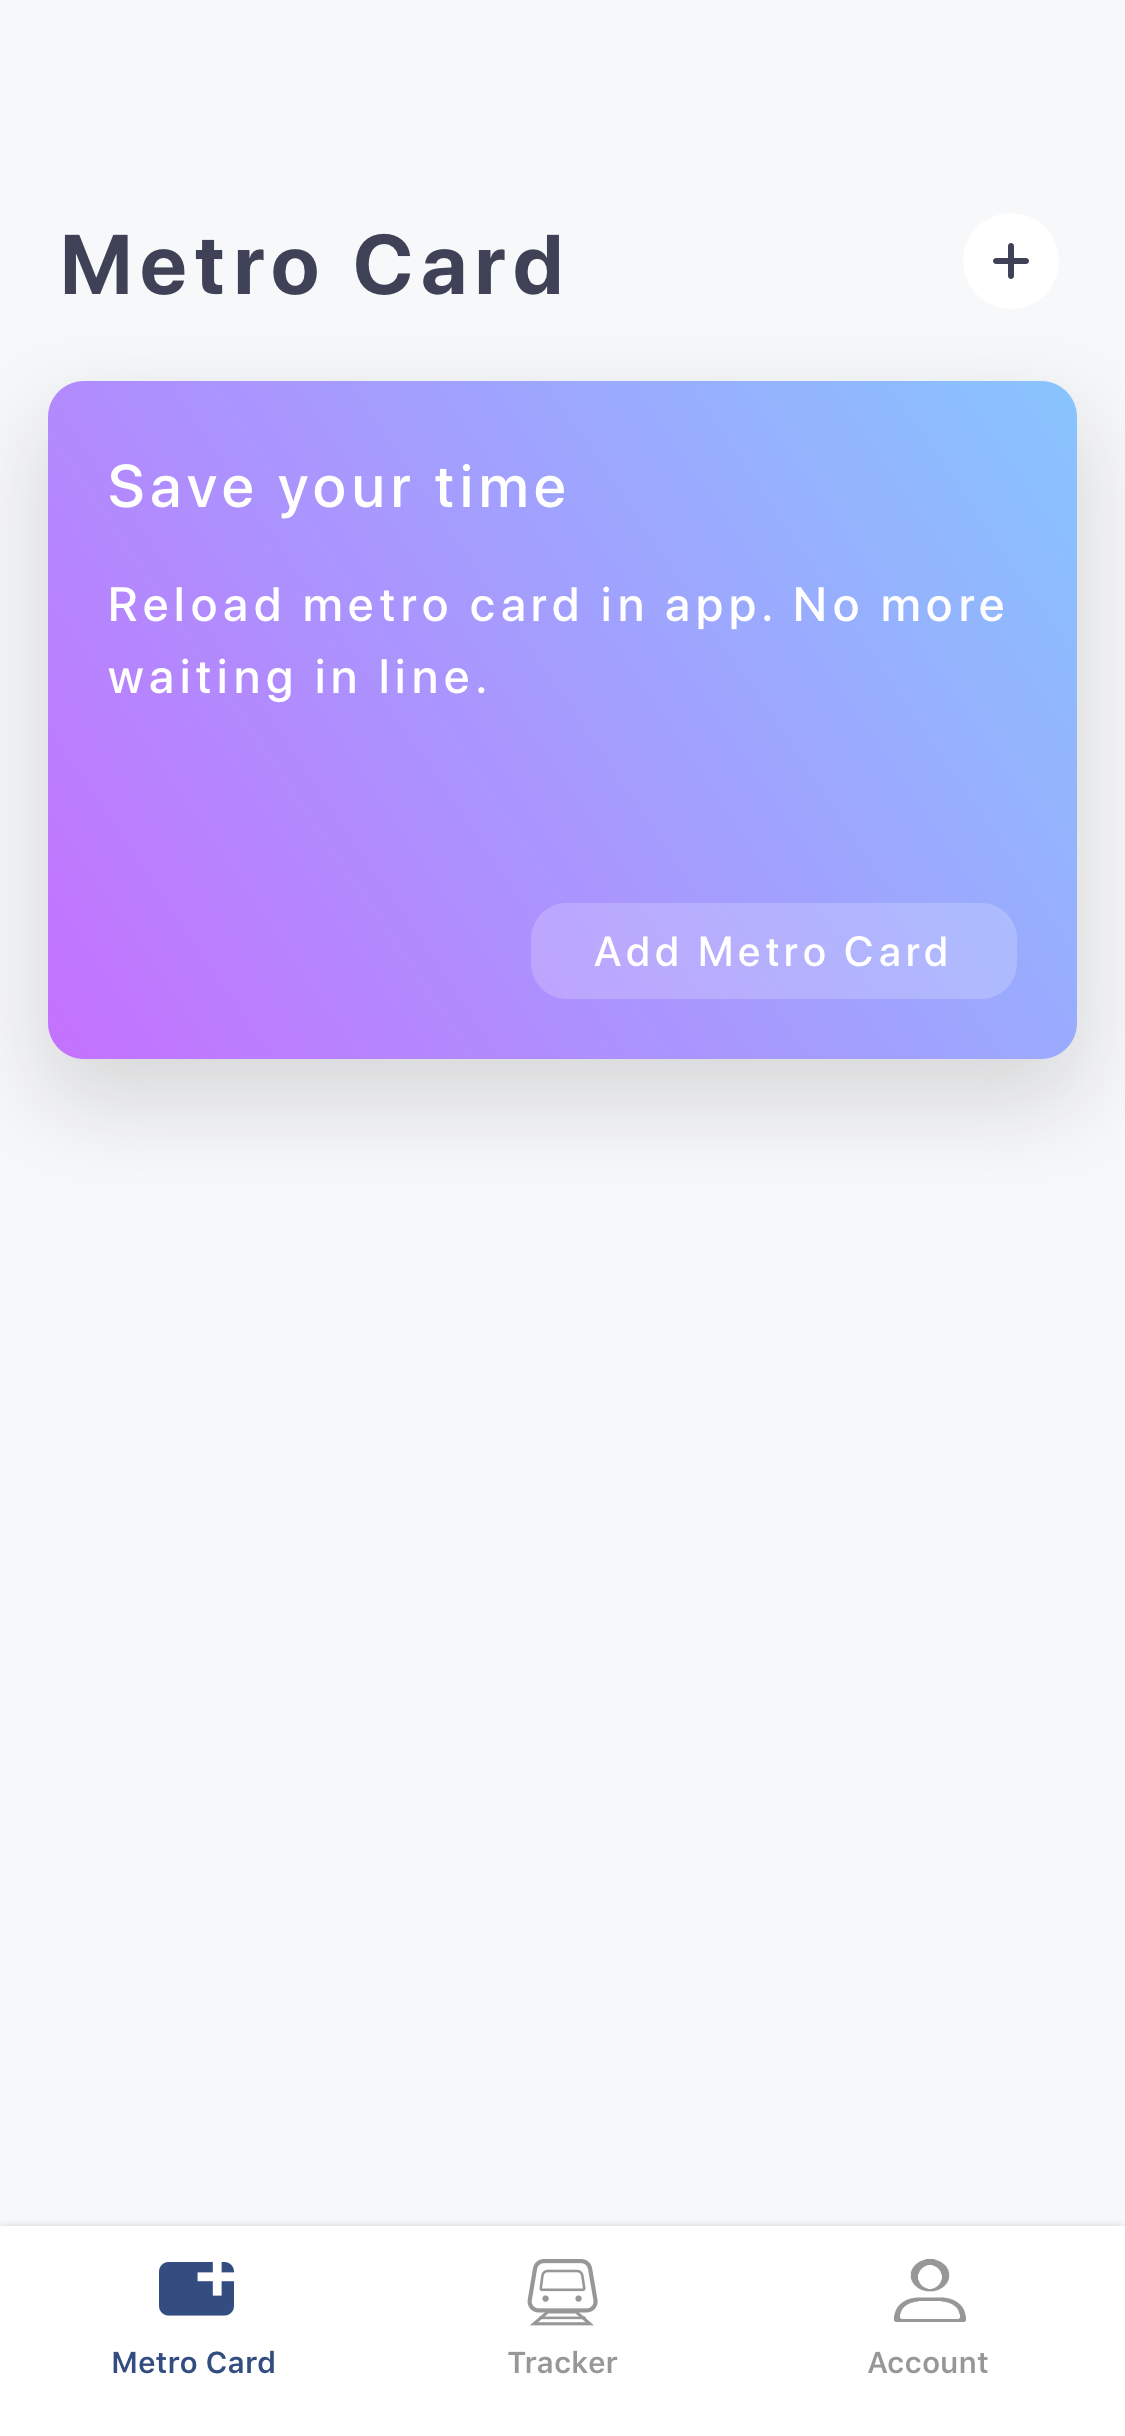 Metro Card
Save your time
Reload metro card in app. No more
waiting in line.
Add Metro Card
Metro Card
Tracker
Account